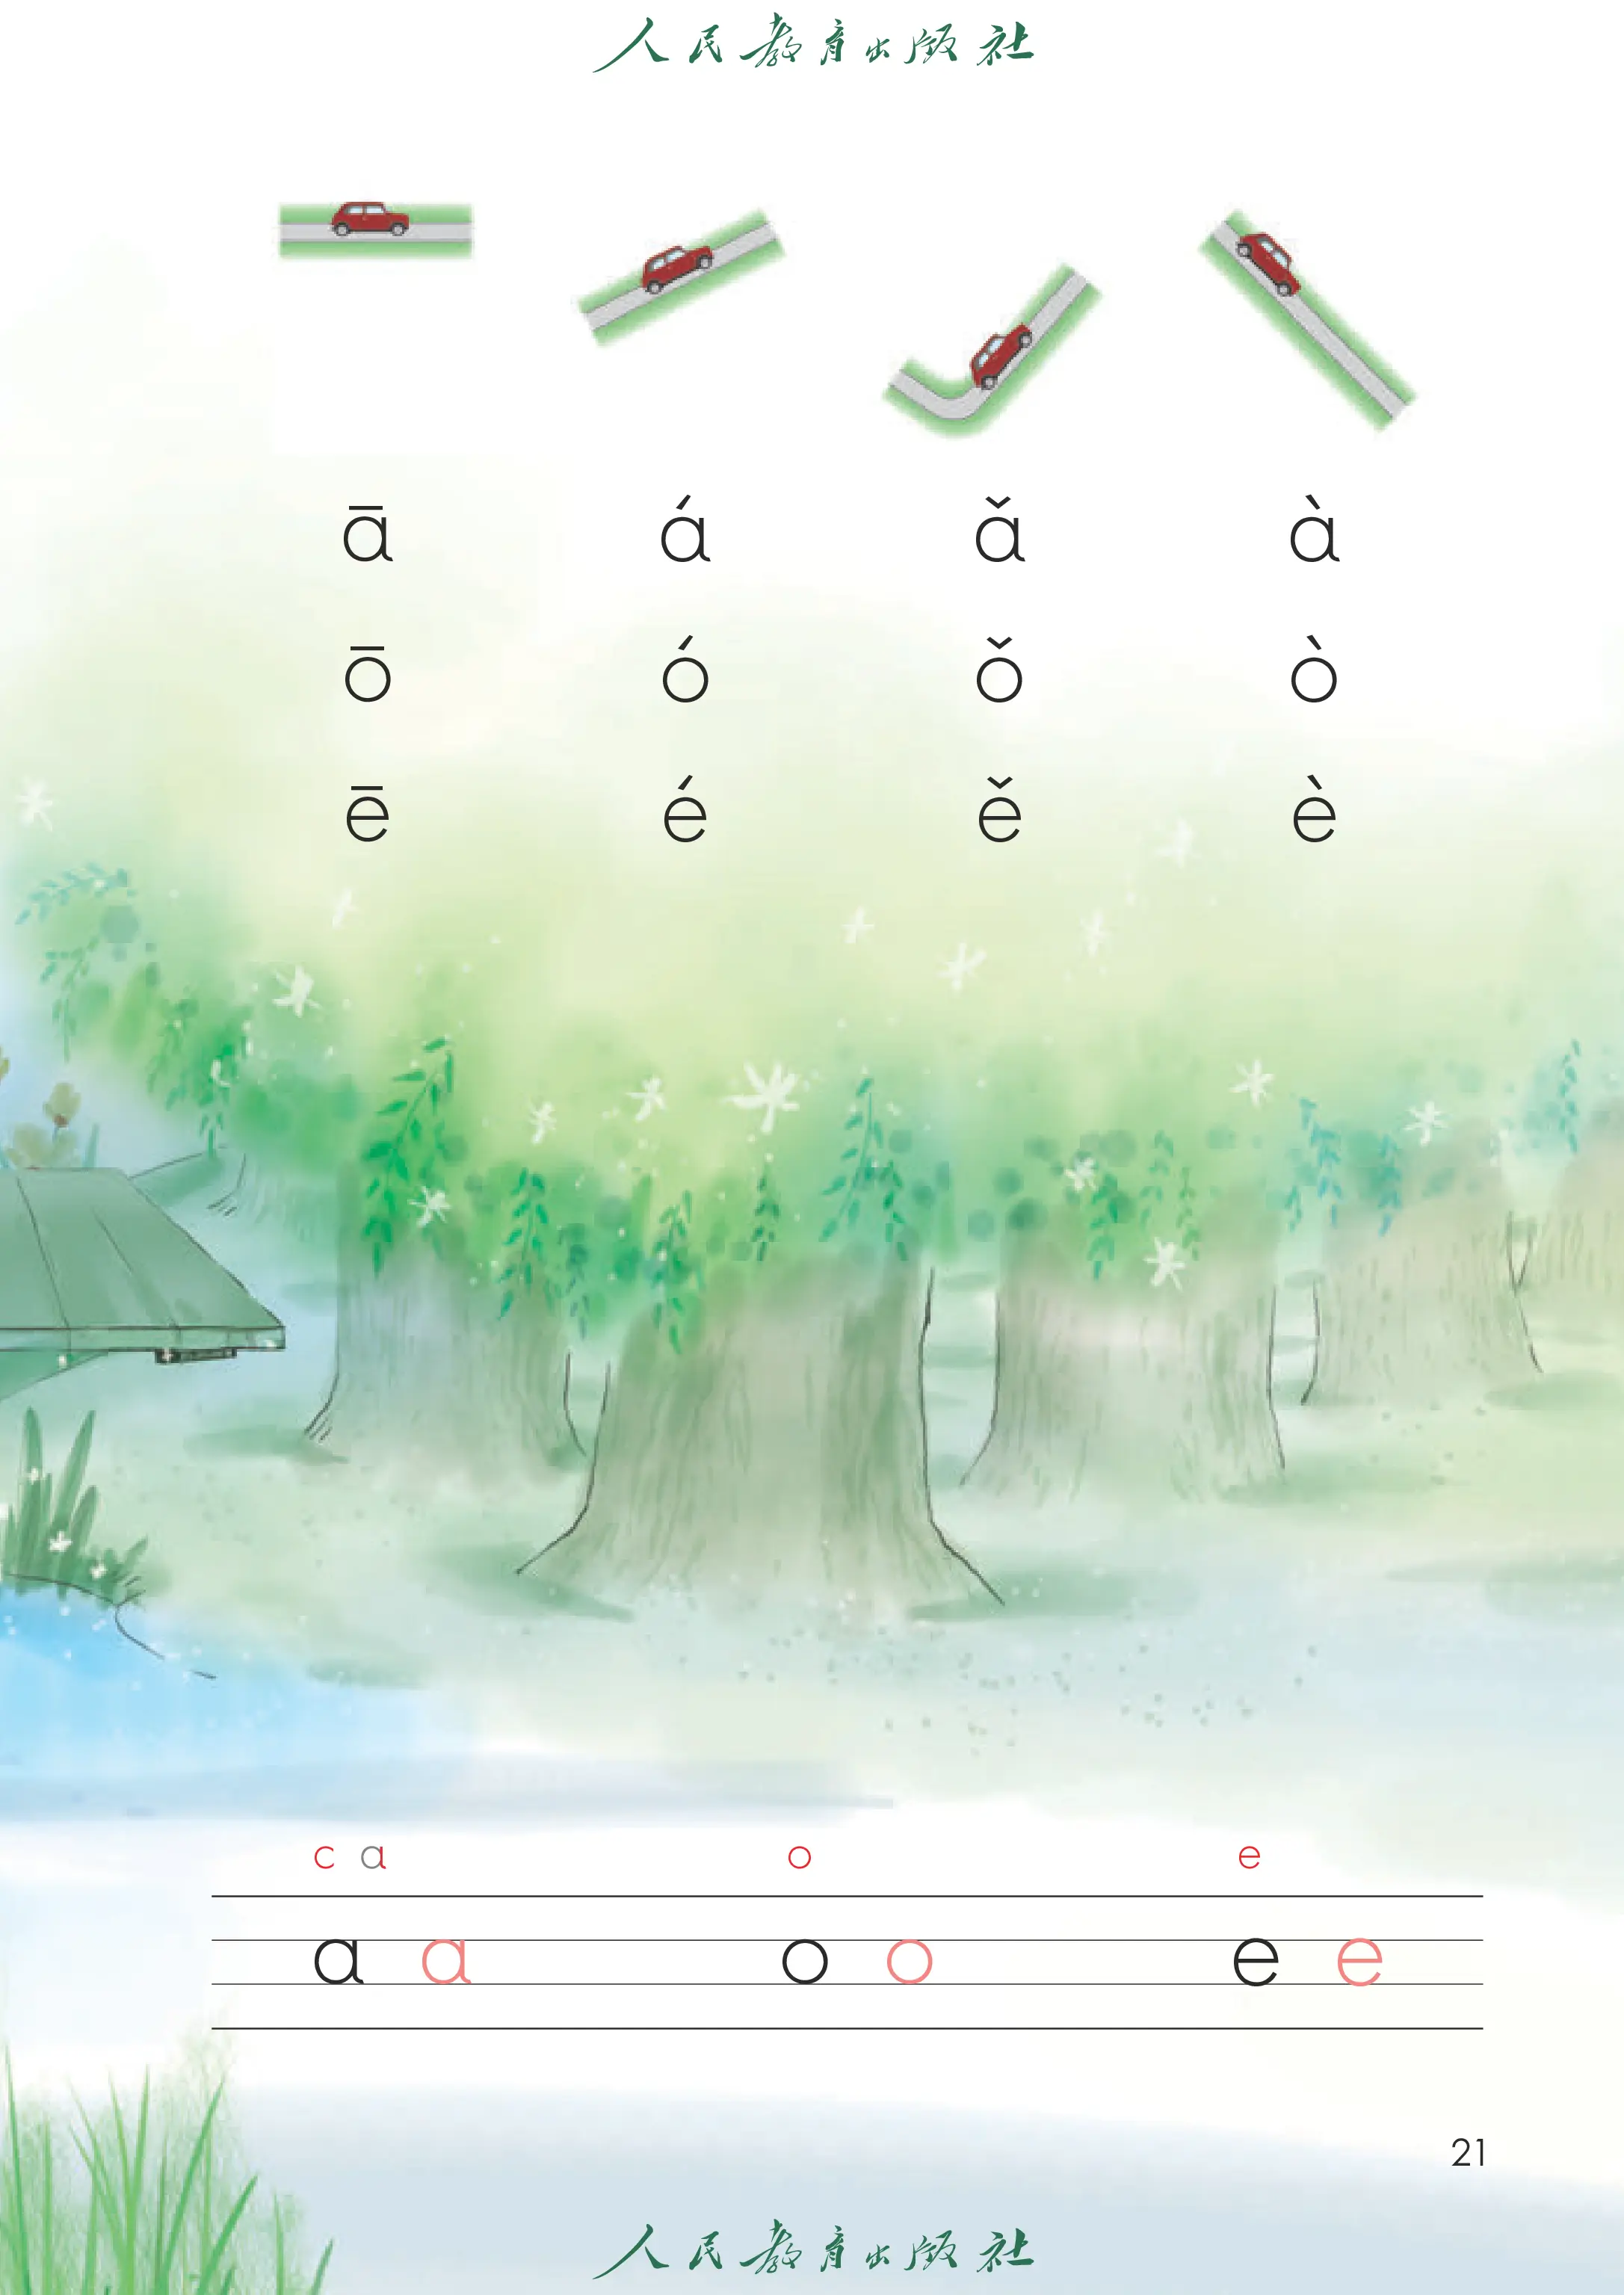 人民教育出版社
ā á ǎ à
ō ó ǒ ò
ē é ě è
c a o e
a a o o e e
21
人民教育出版社